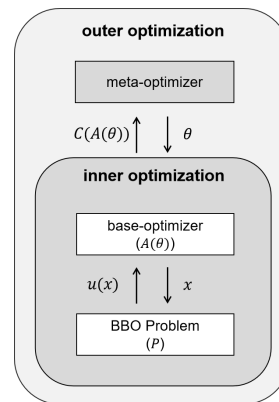 outer optimization
meta-optimizer
C(A(θ)) θ
inner optimization
base-optimizer
(A(θ))
u(x) x
BBO Problem
(P)